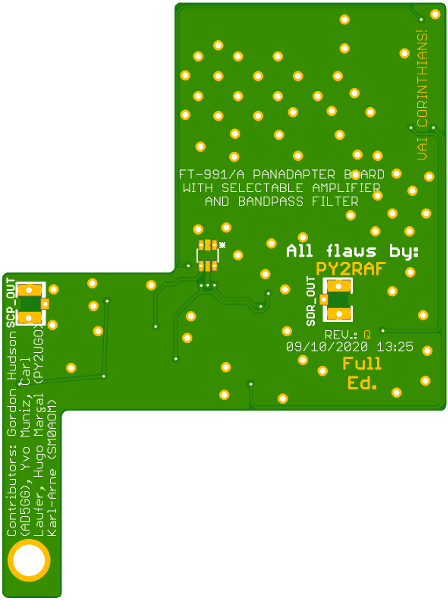 VAI CORINTHIANS!
FT-991/A PANADAPTER BOARD
WITH SELECTABLE AMPLIFIER
AND BANDPASS FILTER
*
All flaws by:
PY2RAF
SCP_OUT
SDR_OUT
REV.: Q
09/10/2020 13:25
Full
Ed.
Contributors: Gordon Hudson
(AD5GG), Yvo Muniz, Carl
Laufer, Hugo Marsal (PY2UGO)
Karl-Arne (SM0AOM)